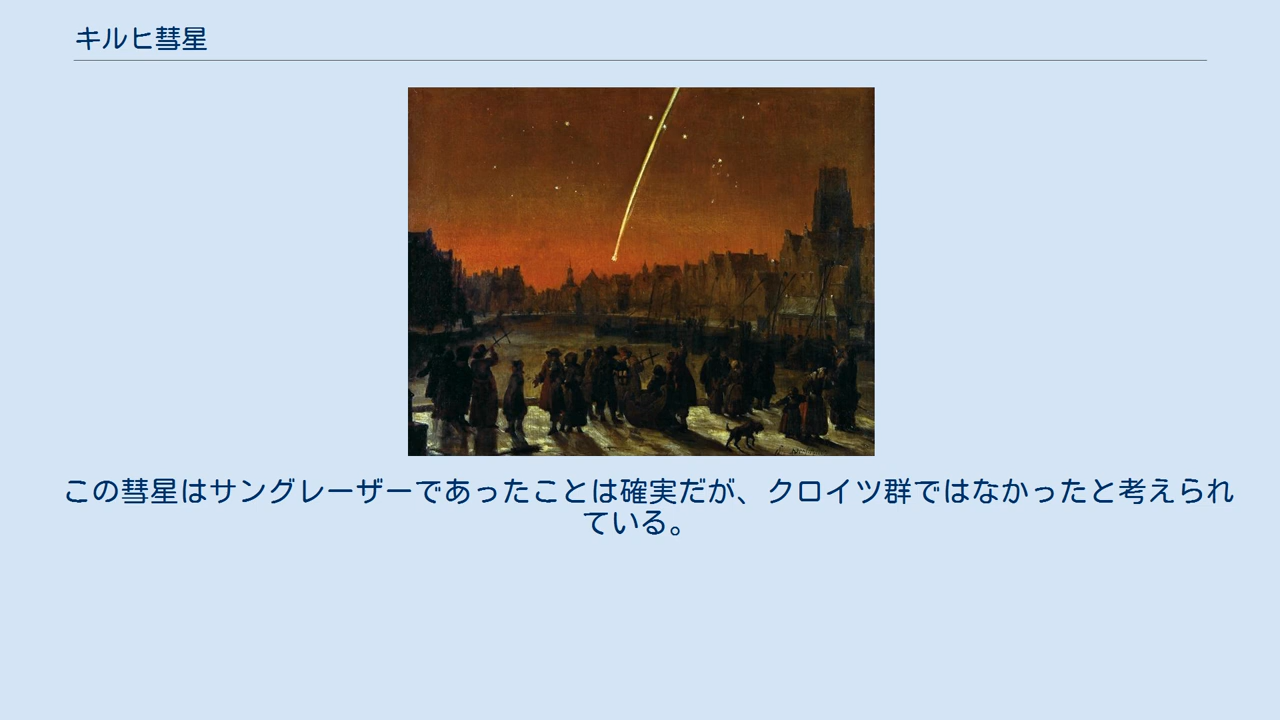 キルヒ彗星
この彗星はサングレーザーであったことは確実だが、クロイツ群ではなかったと考えられ
ている。